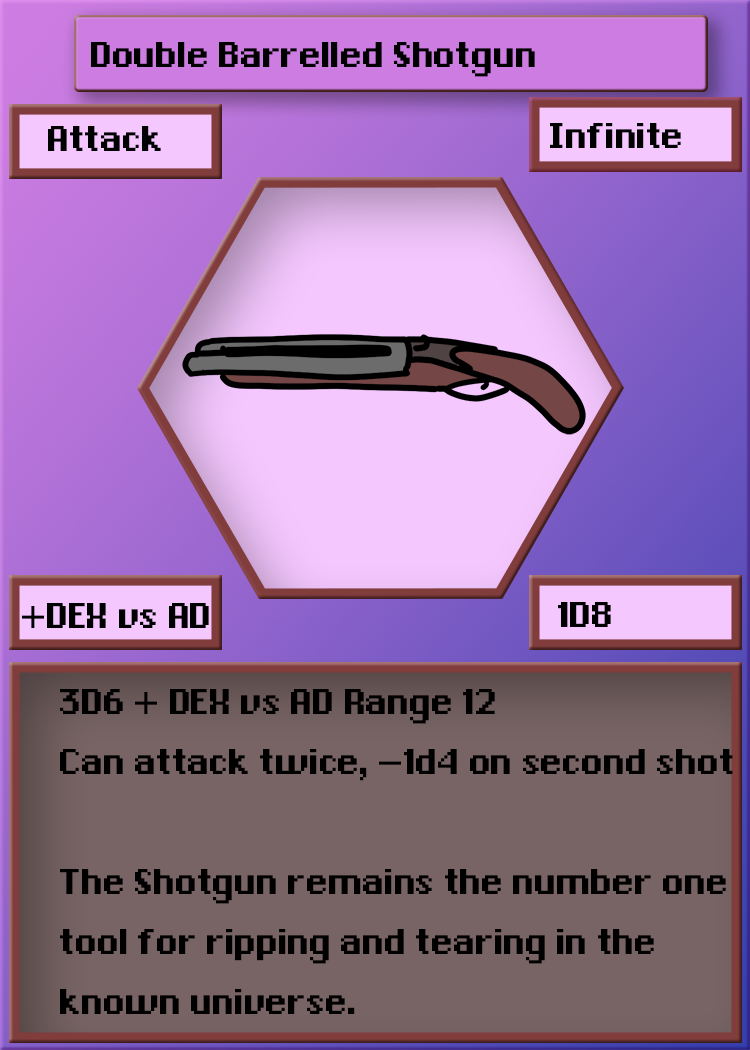 Double Barrelled Shotgun
Attack
Infinite
+DEX vs AD
1D8
3D6 + DEX vs AD Range 12
Can attack twice, -1d4 on second shot
The Shotgun remains the number one
tool for ripping and tearing in the
known universe.